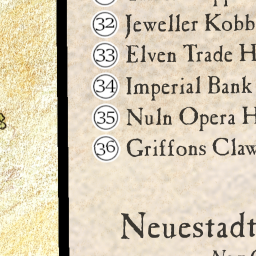 32 Jeweller Kobb
33 Elven Trade H
34 Imperial Bank
35 Nuln Opera H
36 Griffons Claw
Neuestadt